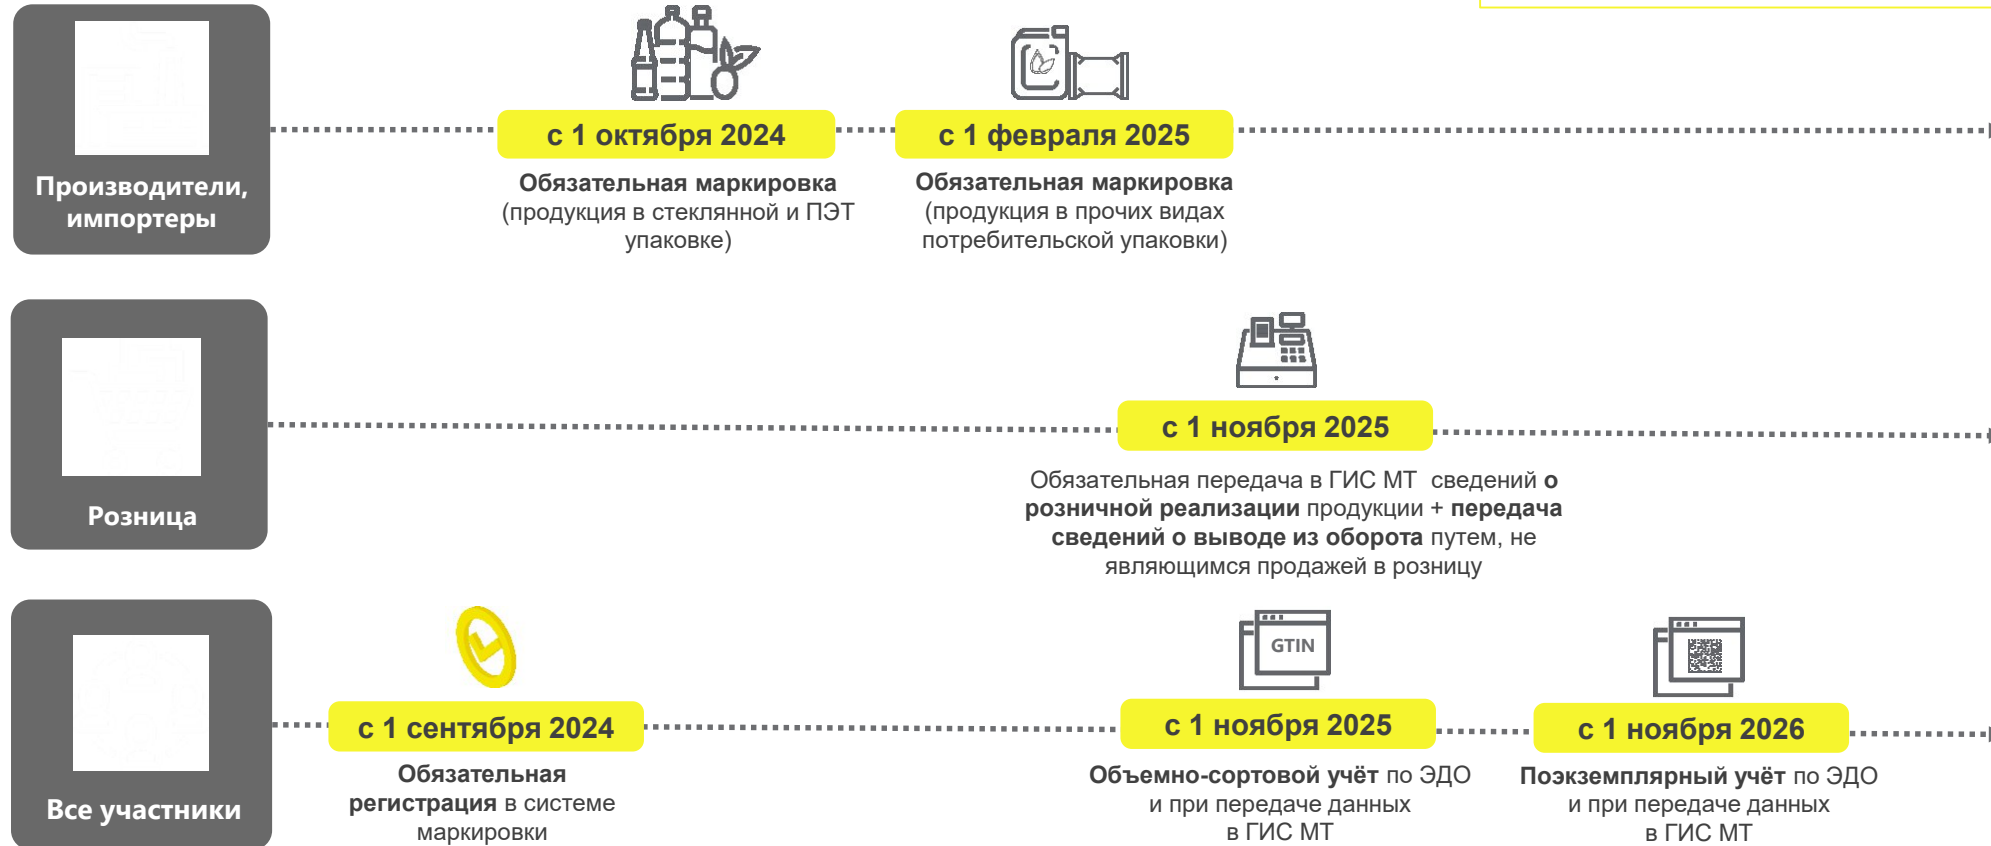 Производители,
импортеры
с 1 октября 2024
Обязательная маркировка
(продукция в стеклянной и ПЭТ
упаковке)
с 1 февраля 2025
Обязательная маркировка
(продукция в прочих видах
потребительской упаковки)
Розница
с 1 ноября 2025
Обязательная передача в ГИС МТ сведений о
розничной реализации продукции + передача
сведений о выводе из оборота путем, не
являющимся продажей в розницу
Все участники
с 1 сентября 2024
Обязательная
регистрация в системе
маркировки
GTIN
с 1 ноября 2025
Объемно-сортовой учёт по ЭДО
и при передаче данных
в ГИС МТ
с 1 ноября 2026
Поэкземплярный учёт по ЭДО
и при передаче данных
в ГИС МТ